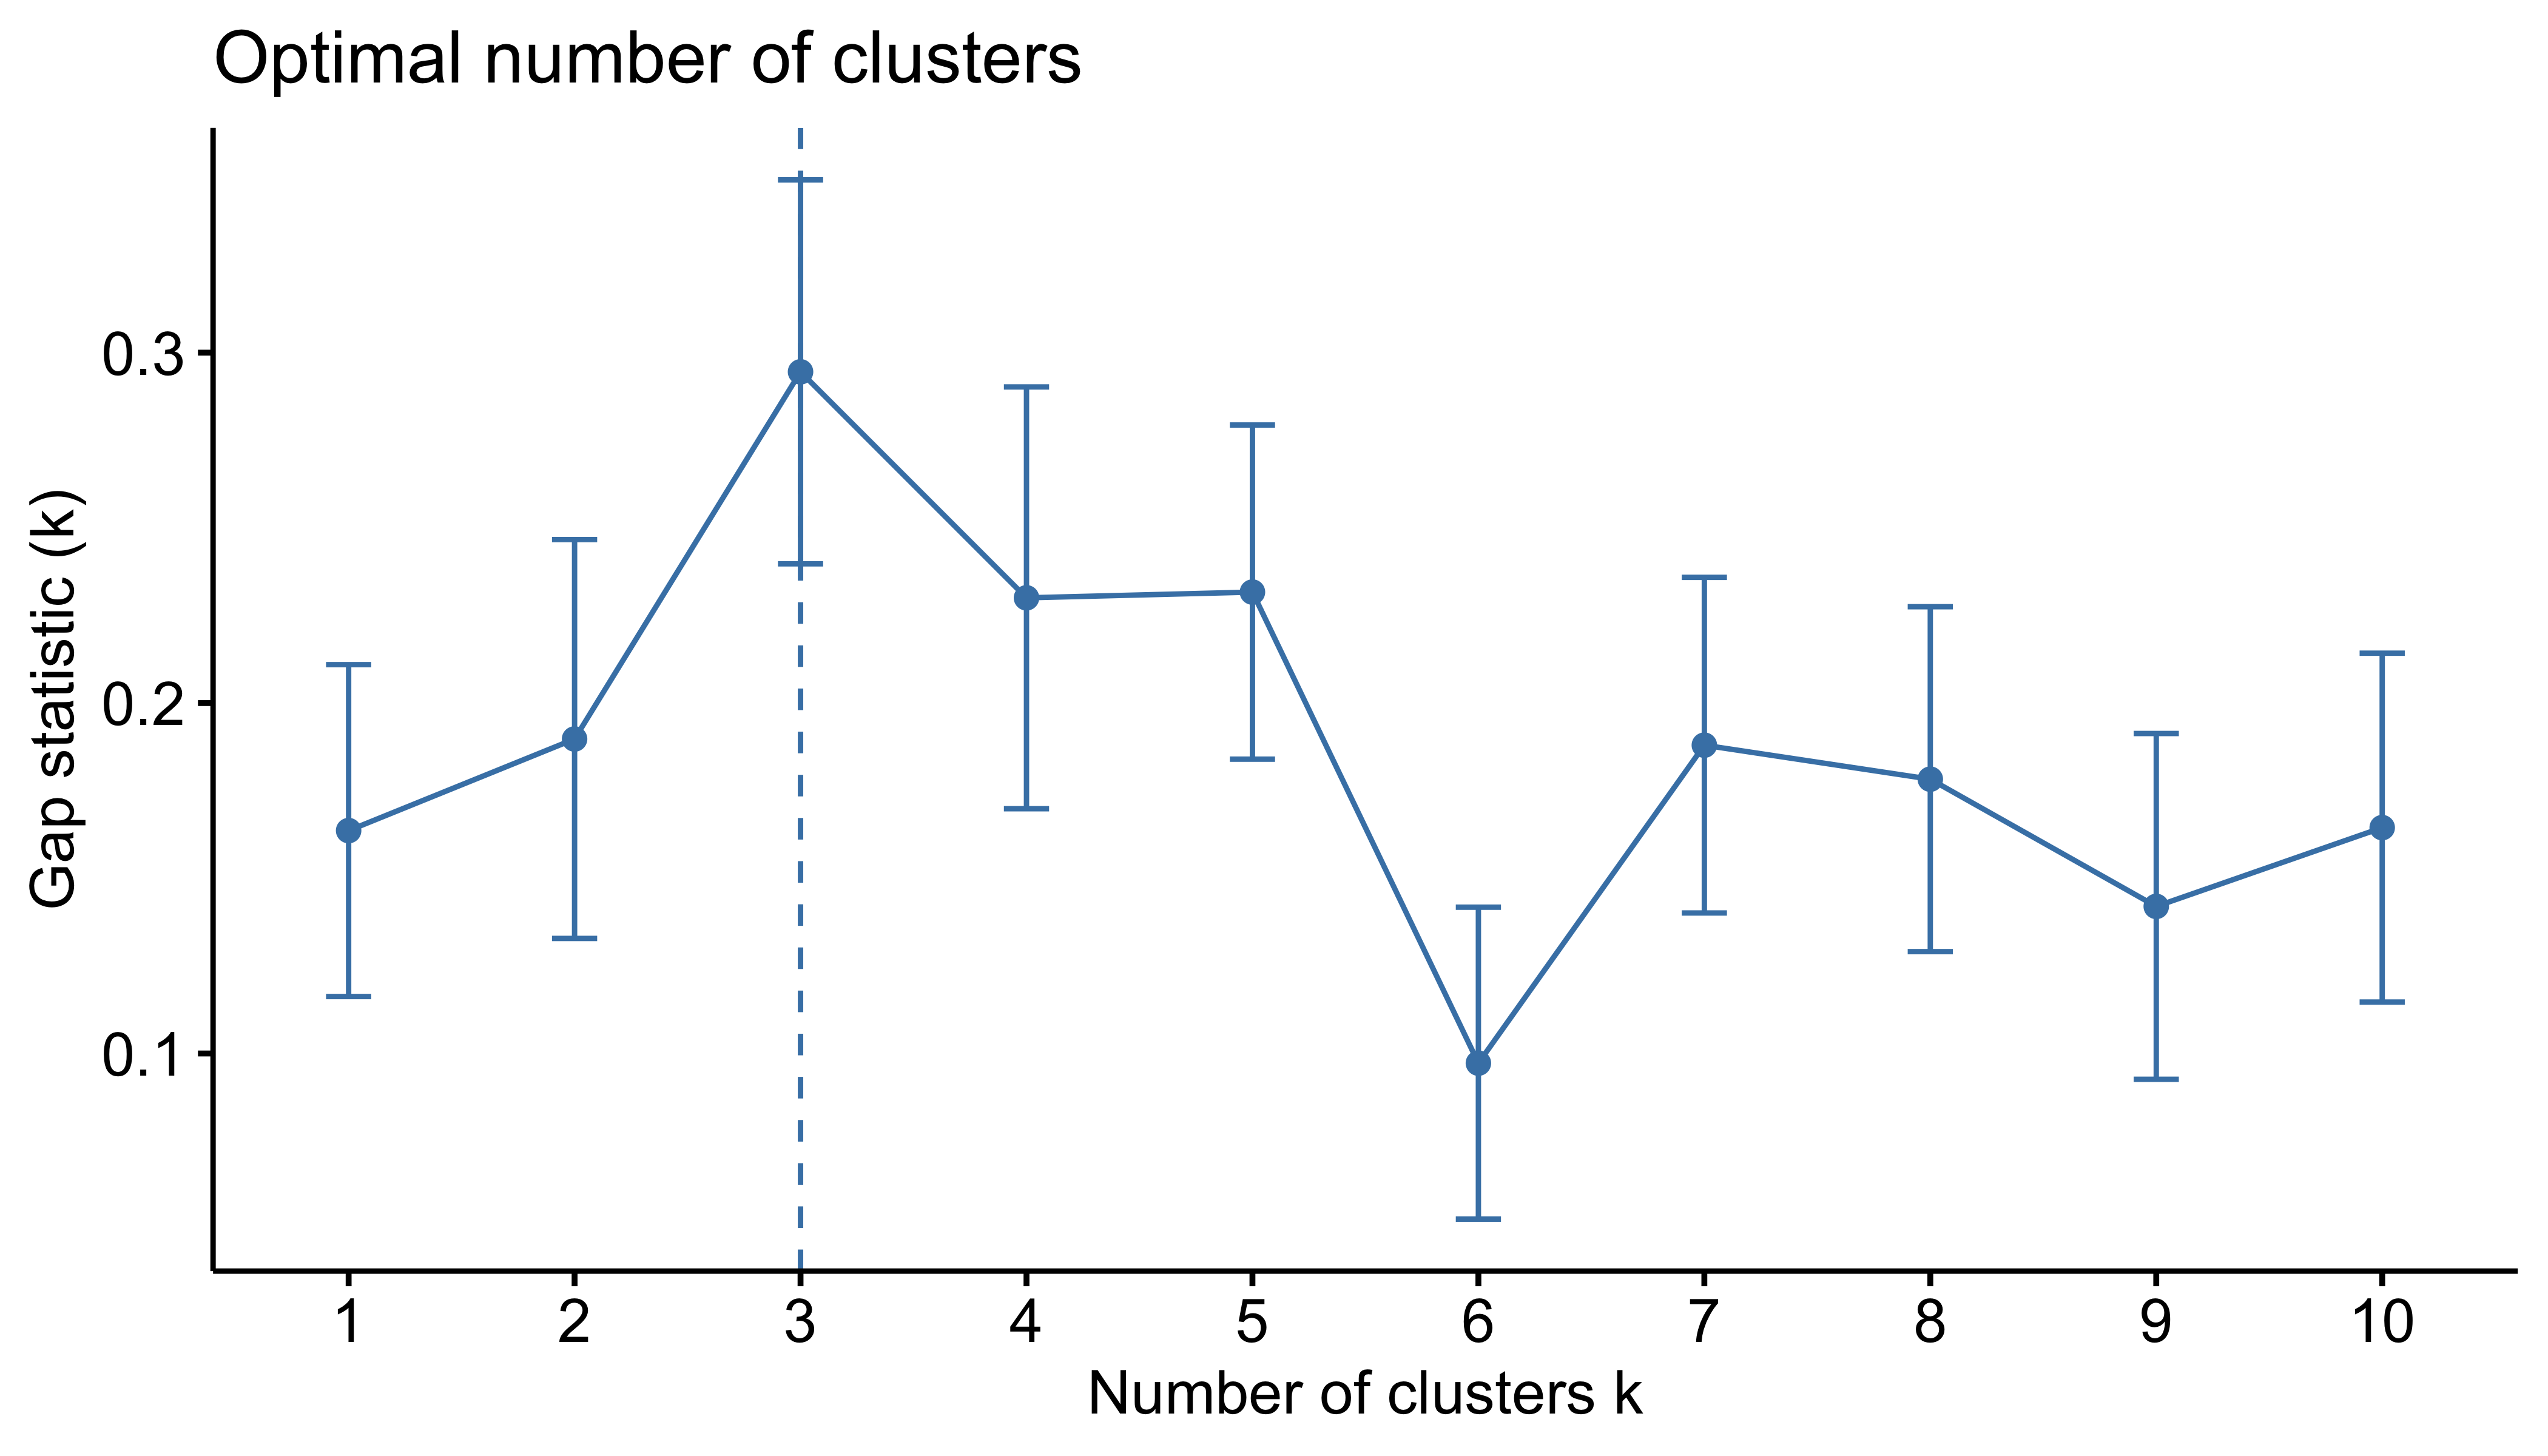 Optimal number of clusters
Gap statistic (k)
0.3
0.2
0.1
1 2 3 4 5 6 7 8 9 10
Number of clusters k